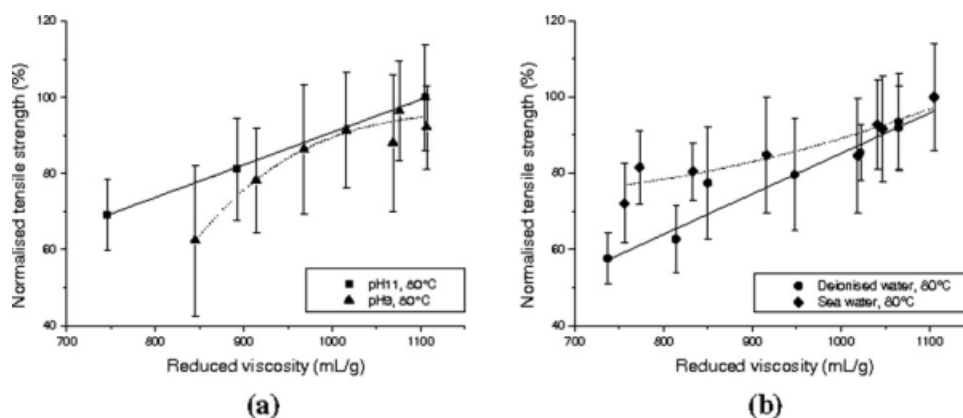 120
100
80
60
40
Normalised tensile strength (%)
pH11, 80°C
pH9, 80°C
700 800 900 1000 1100
Reduced viscosity (mL/g)
(a)
120
100
80
60
40
Normalised tensile strength (%)
Deionised water, 80°C
Sea water, 80°C
700 800 900 1000 1100
Reduced viscosity (mL/g)
(b)